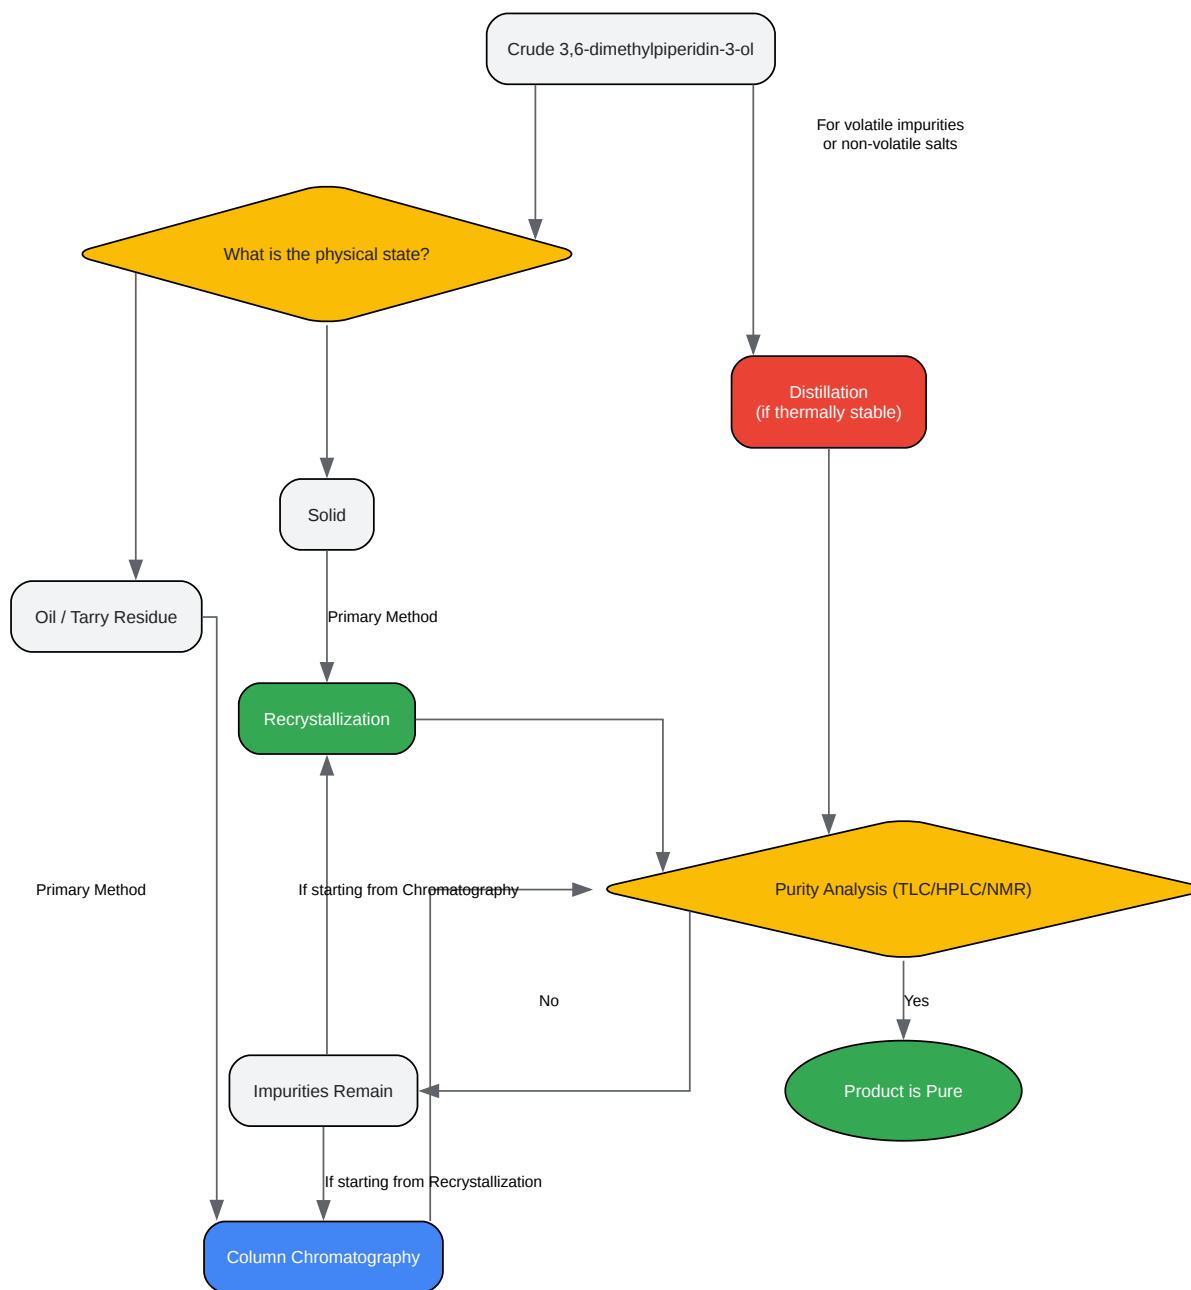 Crude 3,6-dimethylpiperidin-3-ol
For volatile impurities
or non-volatile salts
What is the physical state?
Distillation
(if thermally stable)
Solid
Oil / Tarry Residue
Primary Method
Recrystallization
Primary Method
If starting from Chromatography
Purity Analysis (TLC/HPLC/NMR)
No
Yes
Impurities Remain
Product is Pure
If starting from Recrystallization
Column Chromatography